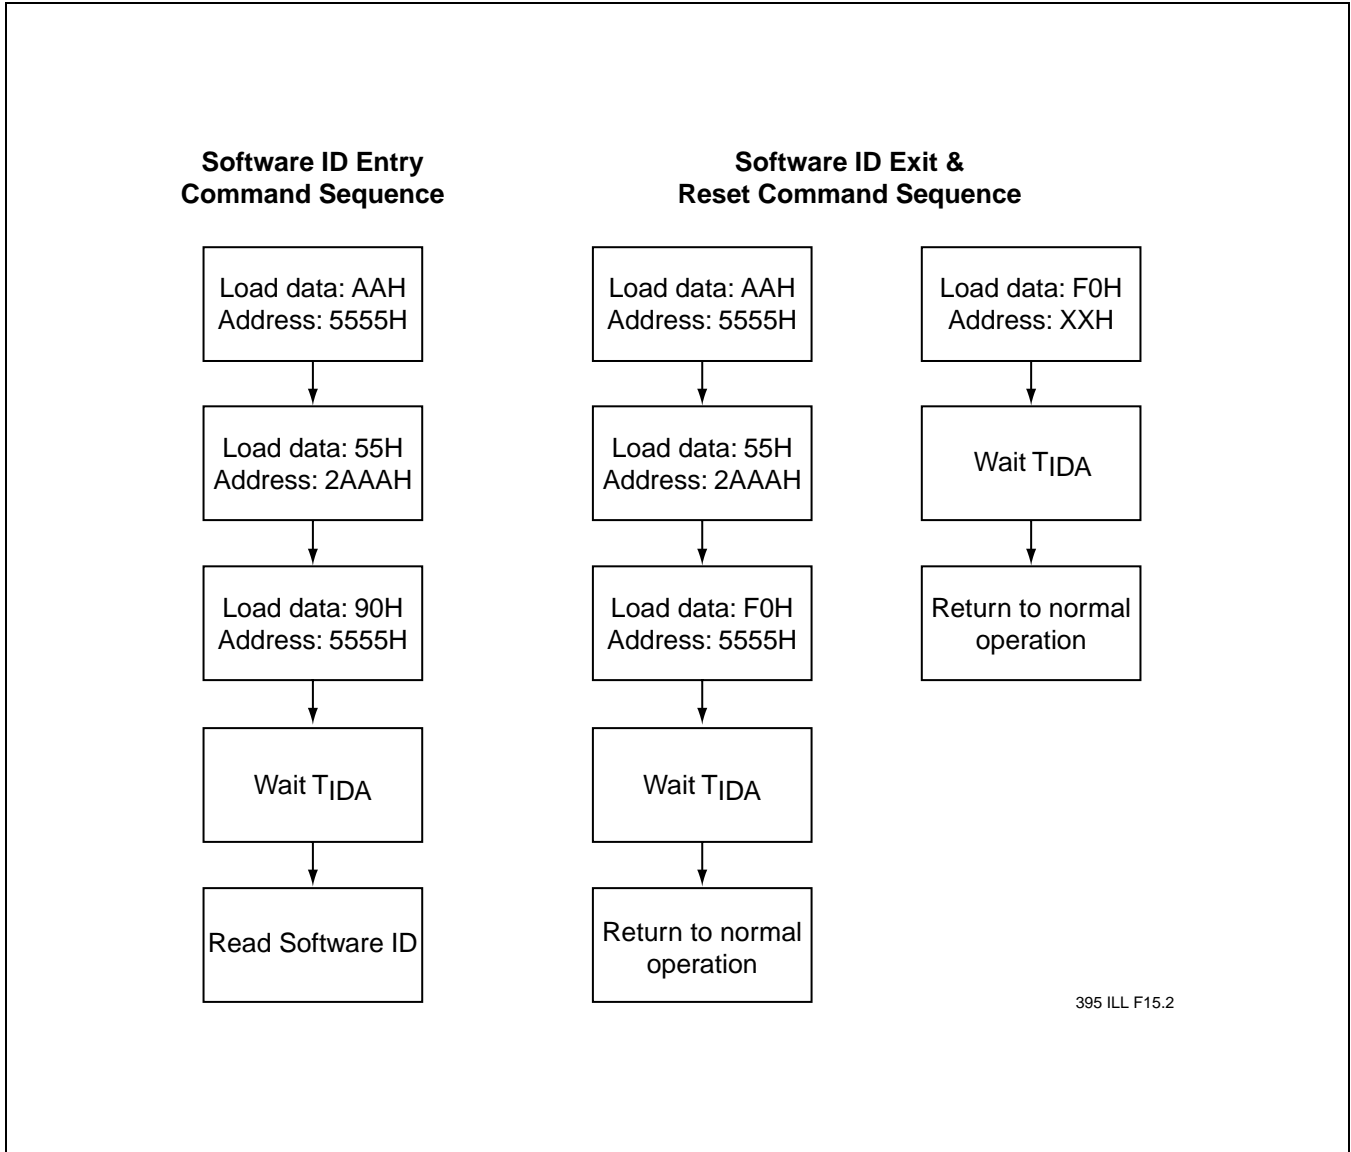 Software ID Entry
Command Sequence
Load data: AAH
Address: 5555H
Load data: 55H
Address: 2AAAH
Load data: 90H
Address: 5555H
Wait TIDA
Read Software ID
Software ID Exit &
Reset Command Sequence
Load data: AAH
Address: 5555H
Load data: 55H
Address: 2AAAH
Load data: F0H
Address: 5555H
Wait TIDA
Return to normal
operation
Load data: F0H
Address: XXH
Wait TIDA
Return to normal
operation
395 ILL F15.2